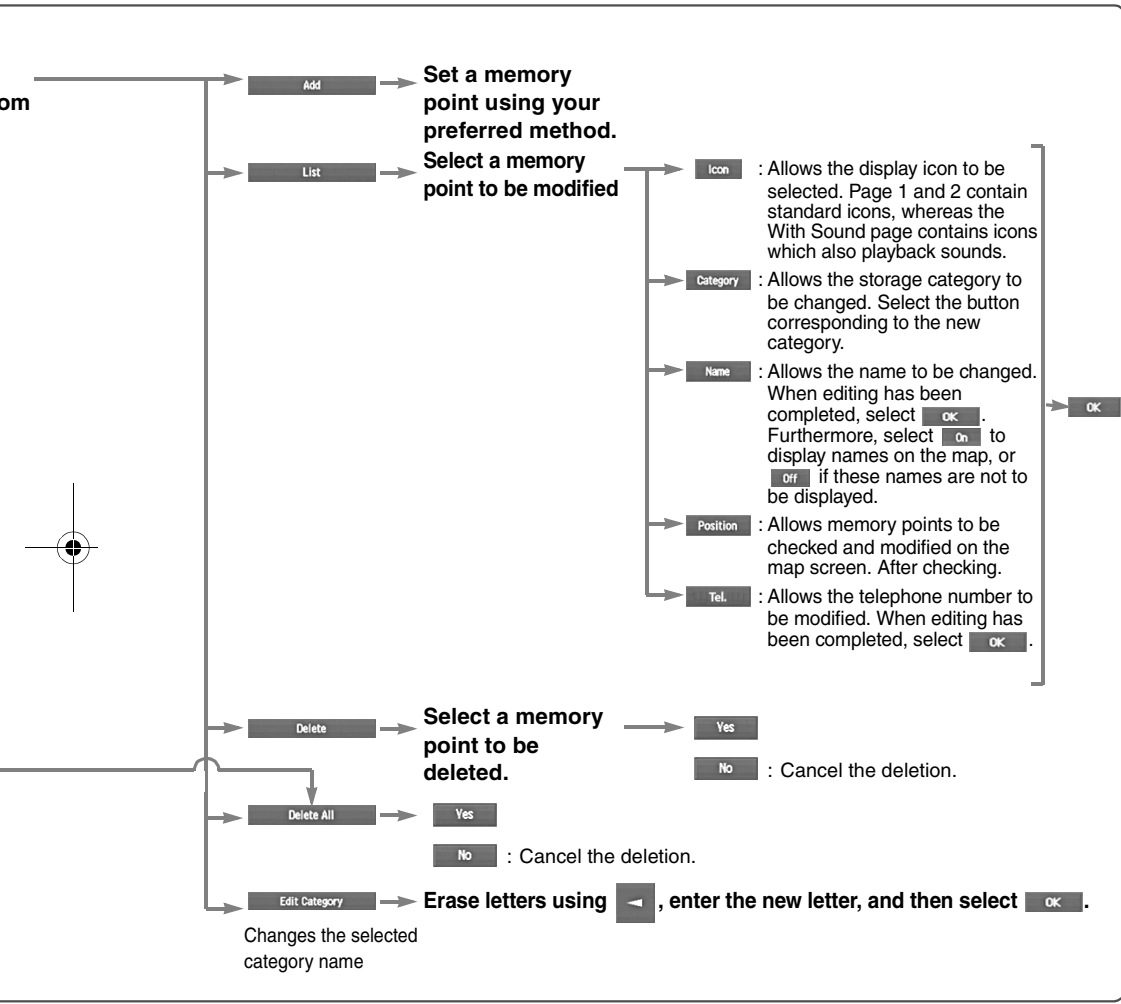 om
Add
Set a memory
point using your
preferred method.
List
Select a memory
point to be modified
Icon
: Allows the display icon to be
selected. Page 1 and 2 contain
standard icons, whereas the
With Sound page contains icons
which also playback sounds.
Category
: Allows the storage category to
be changed. Select the button
corresponding to the new
category.
Name
: Allows the name to be changed.
When editing has been
completed, select OK .
Furthermore, select On to
display names on the map, or
Off if these names are not to
be displayed.
Position
: Allows memory points to be
checked and modified on the
map screen. After checking.
Tel.
: Allows the telephone number to
be modified. When editing has
been completed, select OK .
OK
Delete
Select a memory
point to be
deleted.
Yes
No : Cancel the deletion.
Delete All
Yes
No : Cancel the deletion.
Edit Category
Erase letters using ◄ , enter the new letter, and then select OK .
Changes the selected
category name